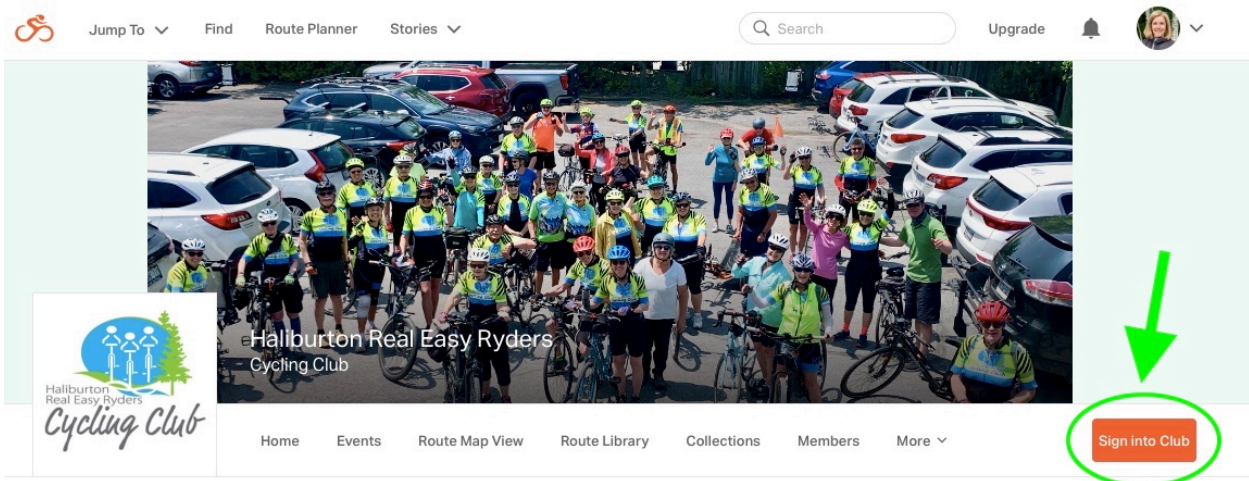 Jump To Find Route Planner Stories Search Upgrade
Haliburton Real Easy Ryders
Cycling Club
Haliburton
Real Easy Ryders
Cycling Club
Home Events Route Map View Route Library Collections Members More Sign into Club